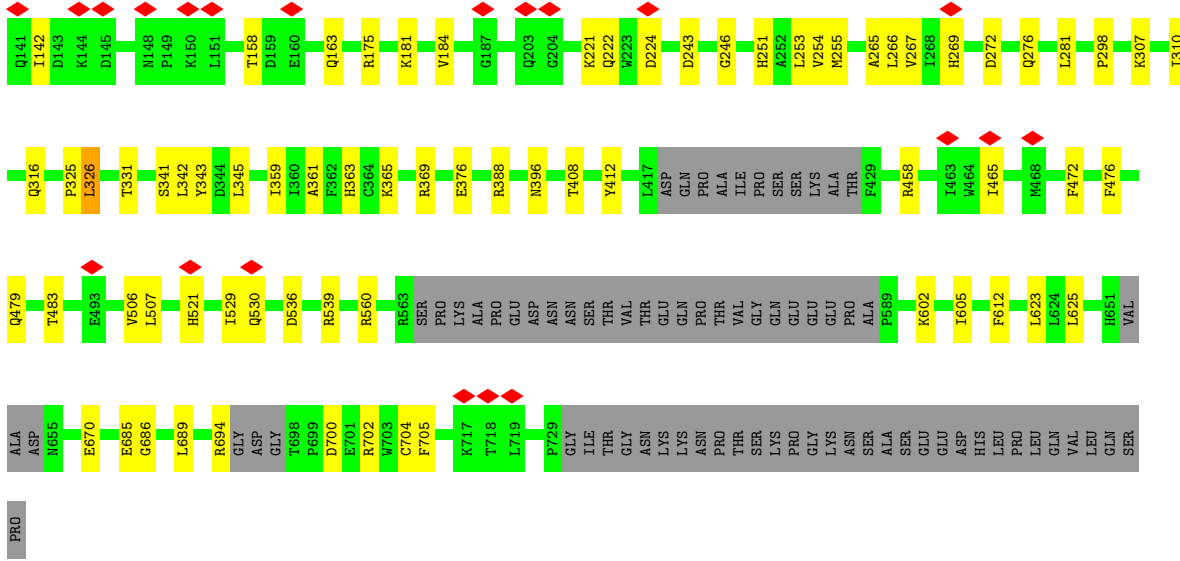 Q141 I142 D143 K144 D145 N148 P149 K150 L151 T158 D159 E160 Q163 R175 K181 V184 G187 Q203 G204 K221 Q222 W223 D224 D243 G246 H251 A252 L253 V254 M255 A265 L266 V267 I268 H269 D272 Q276 L281 P298 K307 I310
Q316 P325 L326 T331 S341 L342 Y343 D344 L345 I359 I360 A361 F362 H363 C364 K365 R369 E376 R388 N396 T408 Y412 L417 ASP GLN PRO ALA ILE PRO SER SER LYS ALA THR F429 R458 I463 W464 I465 M468 F472 F476
Q479 T483 E493 V506 L507 H521 I529 Q530 D536 R539 R560 R563 SER PRO LYS ALA PRO GLU ASP ASN ASN SER THR VAL THR GLU GLN PRO THR VAL GLY GLN GLU GLU GLU PRO ALA P589 K602 I605 F612 L623 L624 L625 H651 VAL
ALA ASP N655 E670 E685 G686 L689 R694 GLY ASP GLY T698 P699 D700 E701 R702 W703 C704 F705 K717 T718 L719 P729 GLY ILE THR GLY ASN LYS LYS ASN PRO THR SER LYS PRO GLY LYS ASN SER ALA SER GLU GLU ASP HIS LEU PRO LEU GLN VAL LEU GLN SER
PRO